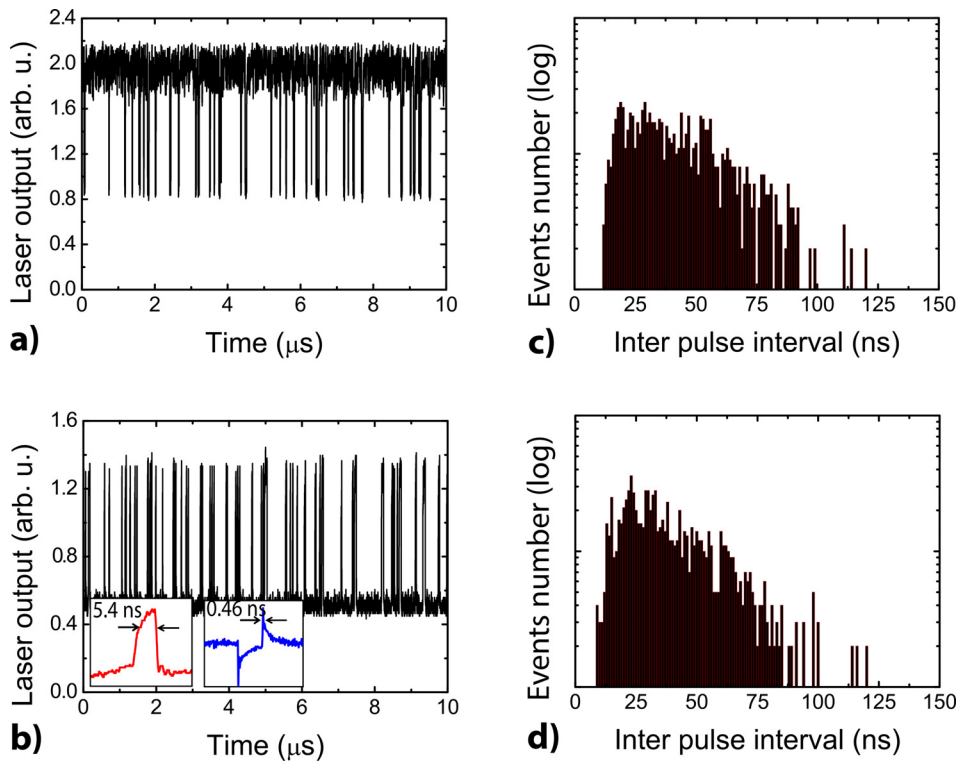 2.4
2.0
1.6
1.2
0.8
0.4
0.0
Laser output (arb. u.)
0 2 4 6 8 10
Time (μs)
a)
Events number (log)
0 25 50 75 100 125 150
Inter pulse interval (ns)
c)
1.6
1.2
0.8
0.4
0.0
Laser output (arb. u.)
5.4 ns
0.46 ns
0 2 4 6 8 10
Time (μs)
b)
Events number (log)
0 25 50 75 100 125 150
Inter pulse interval (ns)
d)